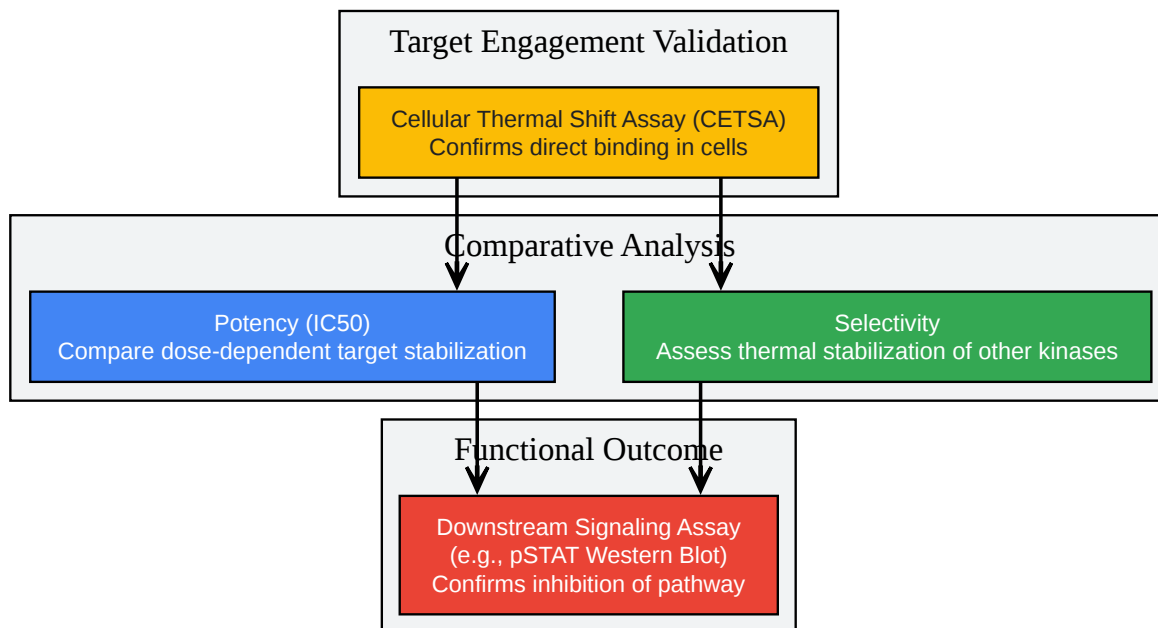 Target Engagement Validation
Cellular Thermal Shift Assay (CETSA)
Confirms direct binding in cells
Comparative Analysis
Potency (IC50)
Compare dose-dependent target stabilization
Selectivity
Assess thermal stabilization of other kinases
Functional Outcome
Downstream Signaling Assay
(e.g., pSTAT Western Blot)
Confirms inhibition of pathway